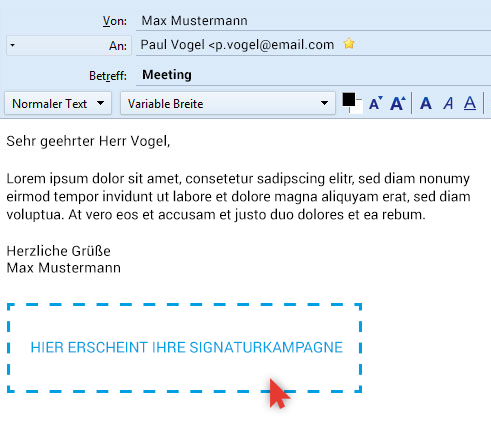 Von: Max Mustermann
An: Paul Vogel <p.vogel@email.com
Betreff: Meeting
Normaler Text Variable Breite A A A A A
Sehr geehrter Herr Vogel,
Lorem ipsum dolor sit amet, consetetur sadipscing elitr, sed diam nonumy
eirmod tempor invidunt ut labore et dolore magna aliquyam erat, sed diam
voluptua. At vero eos et accusam et justo duo dolores et ea rebum.
Herzliche Grüße
Max Mustermann
HIER ERSCHEINT IHRE SIGNATURKAMPAGNE